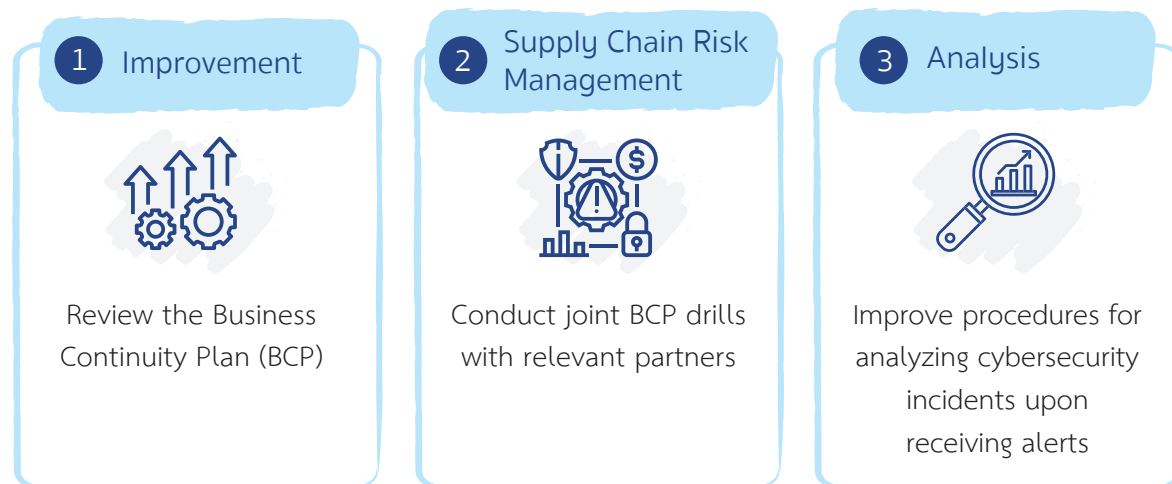 1 Improvement
Review the Business
Continuity Plan (BCP)
2 Supply Chain Risk
Management
Conduct joint BCP drills
with relevant partners
3 Analysis
Improve procedures for
analyzing cybersecurity
incidents upon
receiving alerts